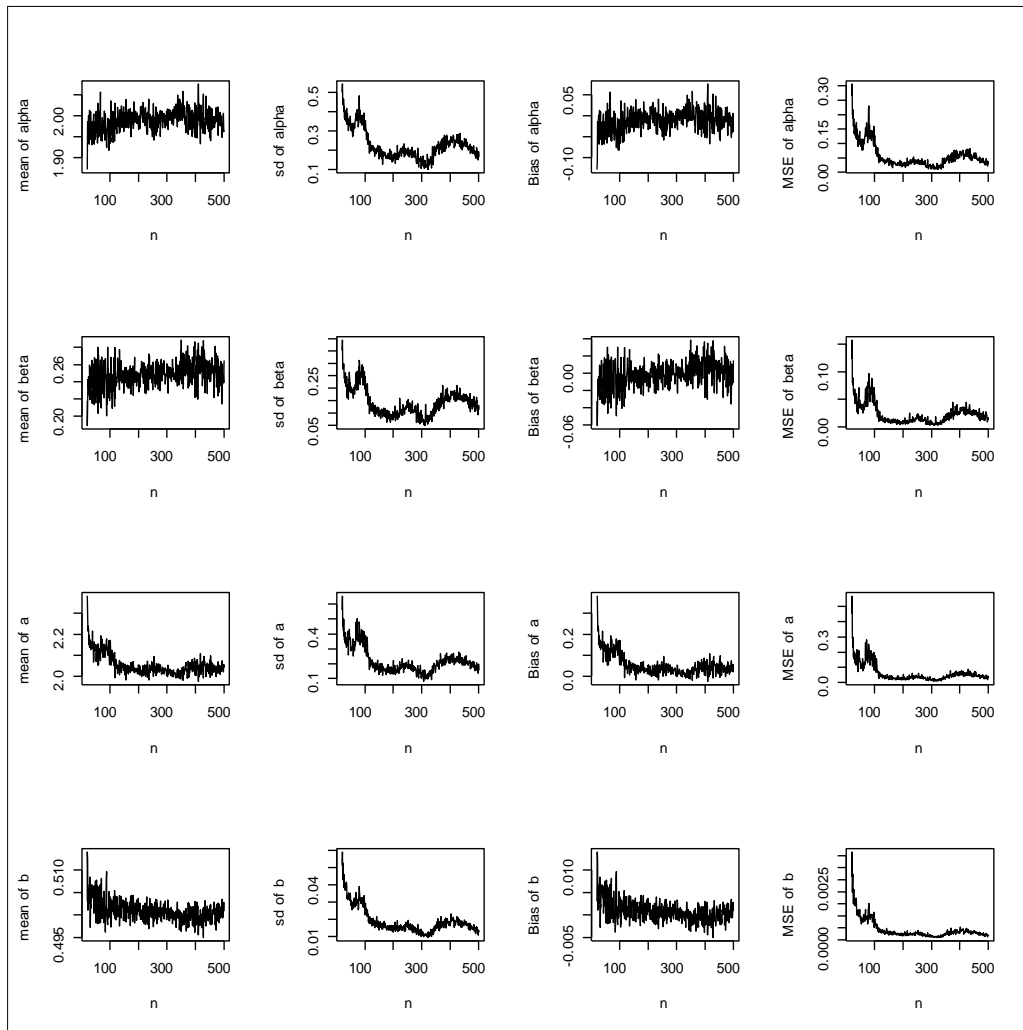 mean of alpha
1.90 2.00
100 300 500
n
sd of alpha
0.1 0.3 0.5
100 300 500
n
Bias of alpha
-0.10 0.05
100 300 500
n
MSE of alpha
0.00 0.15 0.30
100 300 500
n
mean of beta
0.20 0.26
100 300 500
n
sd of beta
0.05 0.25
100 300 500
n
Bias of beta
-0.06 0.00
100 300 500
n
MSE of beta
0.00 0.10
100 300 500
n
mean of a
2.0 2.2
100 300 500
n
sd of a
0.1 0.4
100 300 500
n
Bias of a
0.0 0.2
100 300 500
n
MSE of a
0.0 0.3
100 300 500
n
mean of b
0.495 0.510
100 300 500
n
sd of b
0.01 0.04
100 300 500
n
Bias of b
-0.005 0.010
100 300 500
n
MSE of b
0.0000 0.0025
100 300 500
n